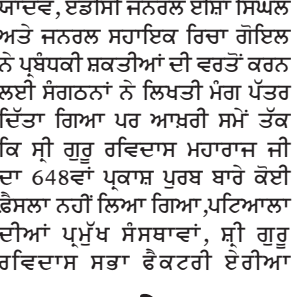 ਯਾਦਵ, ਏਡੀਸੀ ਜਨਰਲ ਈਸ਼ਾ ਸਿੰਘਲ
ਅਤੇ ਜਨਰਲ ਸਹਾਇਕ ਰਿਚਾ ਗੋਇਲ
ਨੇ ਪ੍ਰਬੰਧਕੀ ਸ਼ਕਤੀਆਂ ਦੀ ਵਰਤੋਂ ਕਰਨ
ਲਈ ਸੰਗਠਨਾਂ ਨੇ ਲਿਖਤੀ ਮੰਗ ਪੱਤਰ
ਦਿੱਤਾ ਗਿਆ ਪਰ ਆਖ਼ਰੀ ਸਮੇਂ ਤੱਕ
ਕਿ ਸ੍ਰੀ ਗੁਰੂ ਰਵਿਦਾਸ ਮਹਾਰਾਜ ਜੀ
ਦਾ 648ਵਾਂ ਪ੍ਰਕਾਸ਼ ਪੁਰਬ ਬਾਰੇ ਕੋਈ
ਫ਼ੈਸਲਾ ਨਹੀਂ ਲਿਆ ਗਿਆ,ਪਟਿਆਲਾ
ਦੀਆਂ ਪ੍ਰਮੁੱਖ ਸੰਸਥਾਵਾਂ, ਸ਼੍ਰੀ ਗੁਰੂ
ਰਵਿਦਾਸ ਸਭਾ ਫੈਕਟਰੀ ਏਰੀਆ